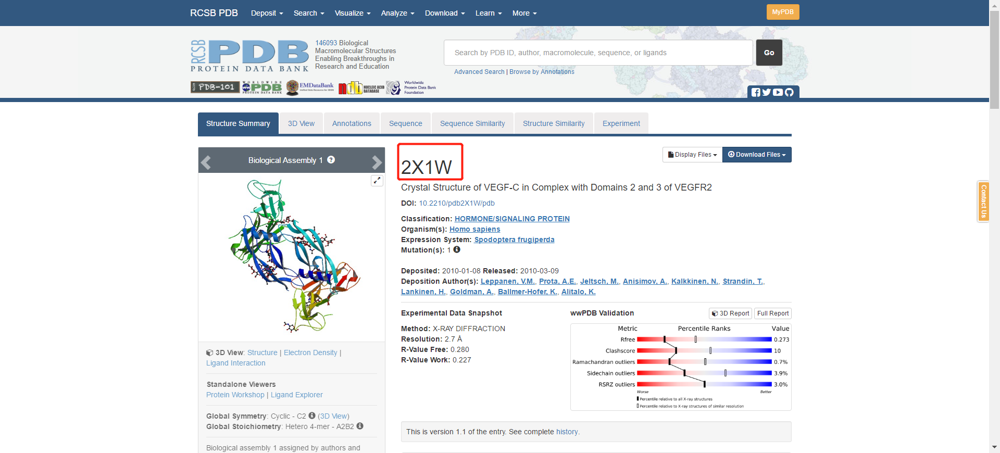 RCSB PDB Deposit Search Visualize Analyze Download Learn More MyPDB
RCSB PDB
PROTEIN DATA BANK
146093 Biological
Macromolecular Structures
Enabling Breakthroughs in
Research and Education
Search by PDB ID, author, macromolecule, sequence, or ligands
Go
Advanced Search | Browse by Annotations
RCSB PDB-101
WORLDWIDE
PDB
PROTEIN DATA BANK
EMDataBank
Unified Data Resource for 3DEM
ndb NUCLEIC ACID
DATABASE
Worldwide
Protein Data Bank
Foundation
Structure Summary 3D View Annotations Sequence Sequence Similarity Structure Similarity Experiment
Biological Assembly 1 ?
3D View: Structure | Electron Density |
Ligand Interaction
Standalone Viewers
Protein Workshop | Ligand Explorer
Global Symmetry: Cyclic - C2 (3D View)
Global Stoichiometry: Hetero 4-mer - A2B2
Biological assembly 1 assigned by authors and
Display Files Download Files
2X1W
Crystal Structure of VEGF-C in Complex with Domains 2 and 3 of VEGFR2
DOI: 10.2210/pdb2X1W/pdb
Classification: HORMONE/SIGNALING PROTEIN
Organism(s): Homo sapiens
Expression System: Spodoptera frugiperda
Mutation(s): 1
Deposited: 2010-01-08 Released: 2010-03-09
Deposition Author(s): Leppanen, V.M., Prota, A.E., Jeltsch, M., Anisimov, A., Kalkkinen, N., Strandin, T.,
Lankinen, H., Goldman, A., Ballmer-Hofer, K., Alitalo, K.
Experimental Data Snapshot
Method: X-RAY DIFFRACTION
Resolution: 2.7 Å
R-Value Free: 0.280
R-Value Work: 0.227
wwPDB Validation 3D Report Full Report
Metric Percentile Ranks Value
Rfree 0.273
Clashscore 10
Ramachandran outliers 0.7%
Sidechain outliers 3.9%
RSRZ outliers 3.0%
Worse Better
Percentile relative to all X-ray structures
Percentile relative to X-ray structures of similar resolution
This is version 1.1 of the entry. See complete history.
Contact Us